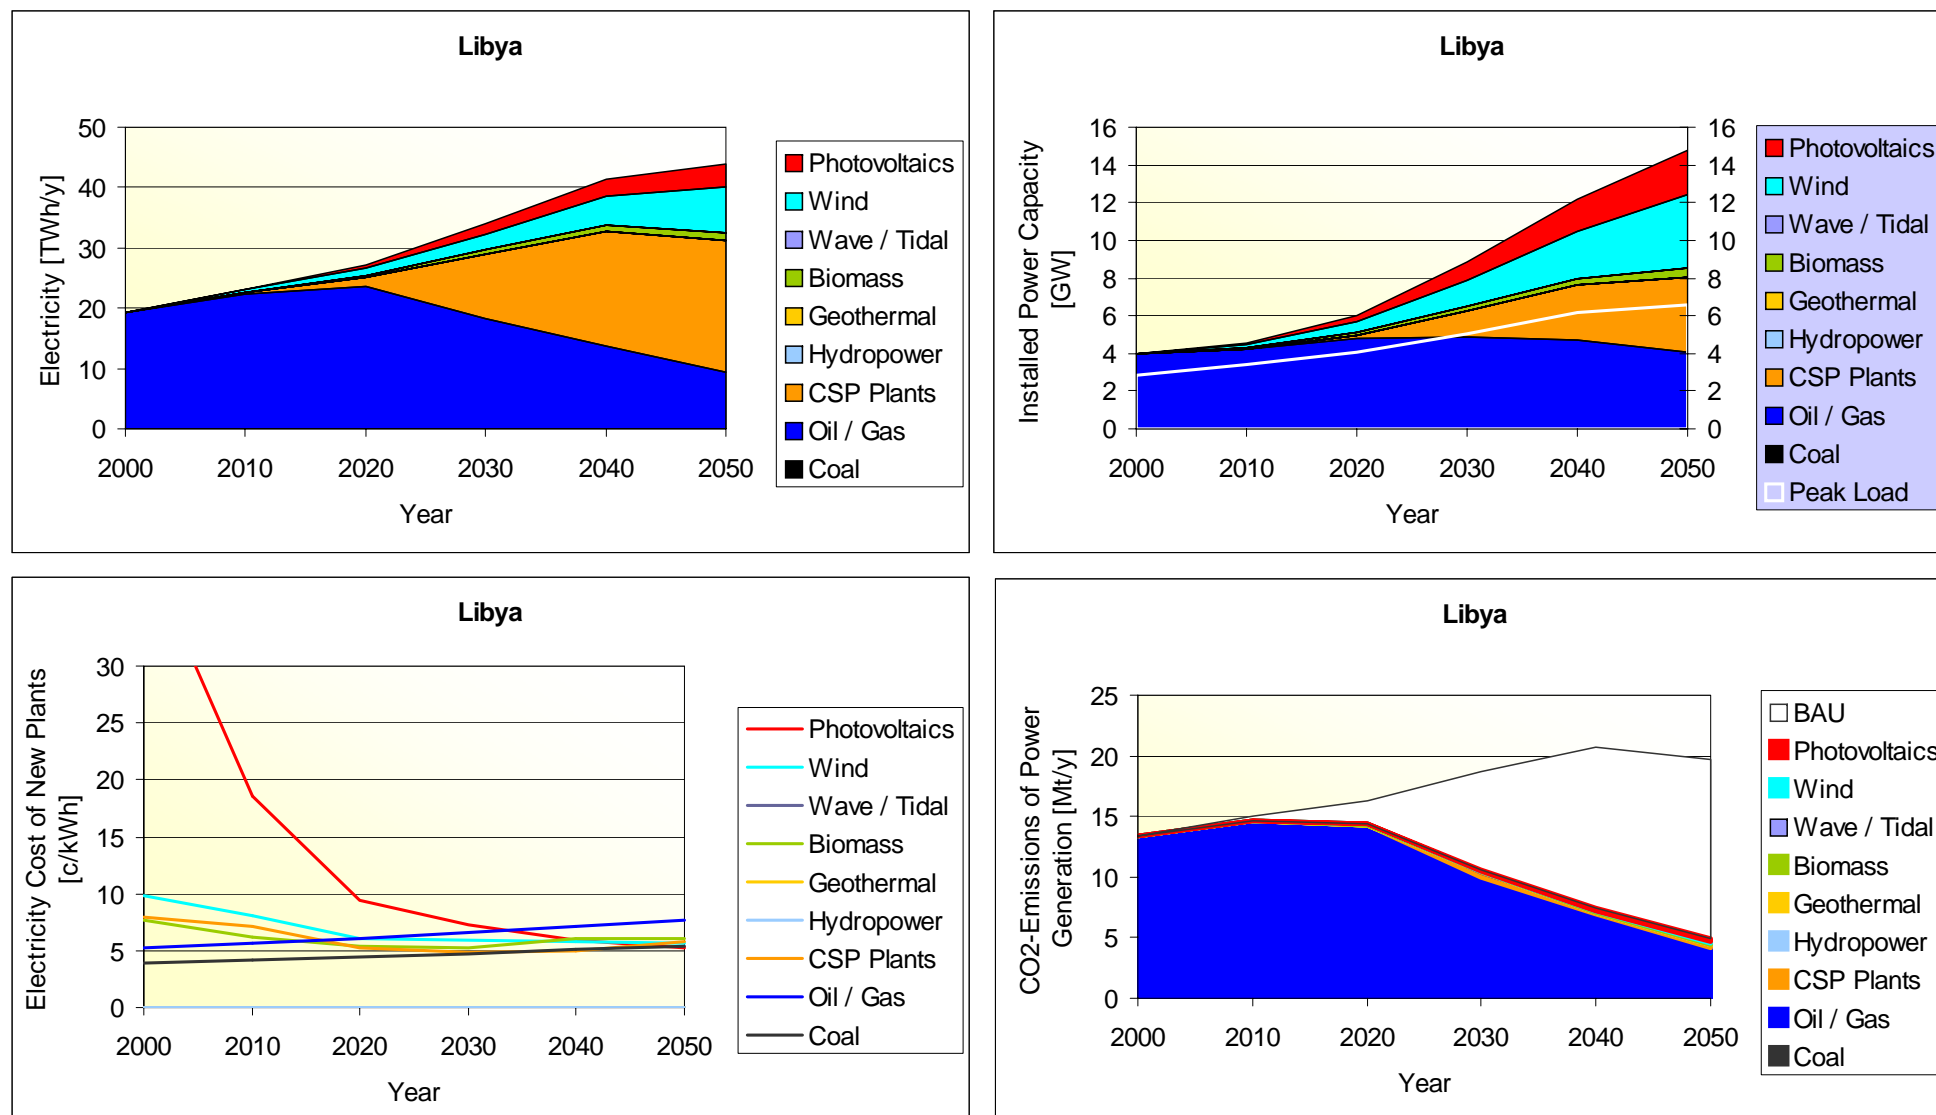 Libya
Electricity [TWh/y]
50
40
30
20
10
0
2000 2010 2020 2030 2040 2050
Year
Photovoltaics
Wind
Wave / Tidal
Biomass
Geothermal
Hydropower
CSP Plants
Oil / Gas
Coal
Libya
Installed Power Capacity
[GW]
16
14
12
10
8
6
4
2
0
16
14
12
10
8
6
4
2
0
2000 2010 2020 2030 2040 2050
Year
Photovoltaics
Wind
Wave / Tidal
Biomass
Geothermal
Hydropower
CSP Plants
Oil / Gas
Coal
Peak Load
Libya
Electricity Cost of New Plants
[c/kWh]
30
25
20
15
10
5
0
2000 2010 2020 2030 2040 2050
Year
Photovoltaics
Wind
Wave / Tidal
Biomass
Geothermal
Hydropower
CSP Plants
Oil / Gas
Coal
Libya
CO2-Emissions of Power
Generation [Mt/y]
25
20
15
10
5
0
2000 2010 2020 2030 2040 2050
Year
BAU
Photovoltaics
Wind
Wave / Tidal
Biomass
Geothermal
Hydropower
CSP Plants
Oil / Gas
Coal